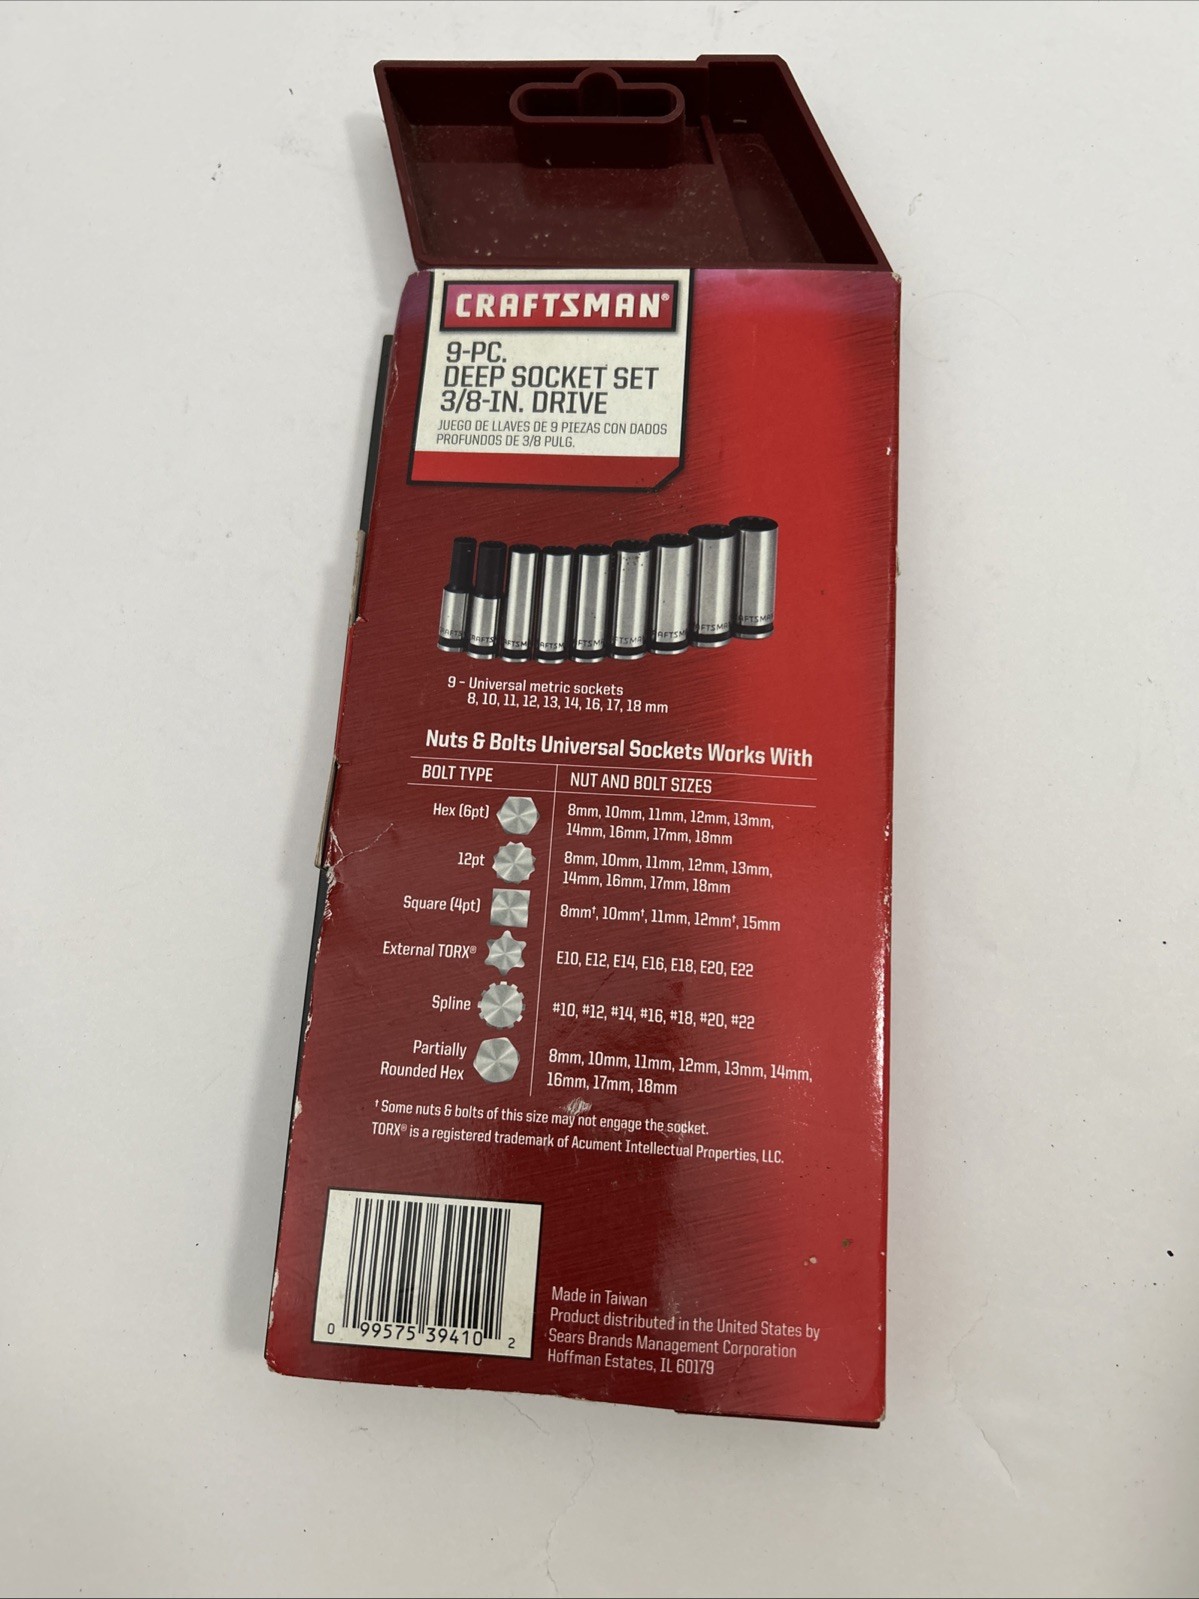 CRAFTSMAN®
9-PC.
DEEP SOCKET SET
3/8-IN. DRIVE
JUEGO DE LLAVES DE 9 PIEZAS CON DADOS
PROFUNDOS DE 3/8 PULG.
9 - Universal metric sockets
8, 10, 11, 12, 13, 14, 16, 17, 18 mm
Nuts & Bolts Universal Sockets Works With
BOLT TYPE NUT AND BOLT SIZES
Hex (6pt) 8mm, 10mm, 11mm, 12mm, 13mm,
14mm, 16mm, 17mm, 18mm
12pt 8mm, 10mm, 11mm, 12mm, 13mm,
14mm, 16mm, 17mm, 18mm
Square (4pt) 8mm†, 10mm†, 11mm, 12mm†, 15mm
External TORX® E10, E12, E14, E16, E18, E20, E22
Spline #10, #12, #14, #16, #18, #20, #22
Partially
Rounded Hex
8mm, 10mm, 11mm, 12mm, 13mm, 14mm,
16mm, 17mm, 18mm
† Some nuts & bolts of this size may not engage the socket.
TORX® is a registered trademark of Acument Intellectual Properties, LLC.
0 99575 39410 2
Made in Taiwan
Product distributed in the United States by
Sears Brands Management Corporation
Hoffman Estates, IL 60179